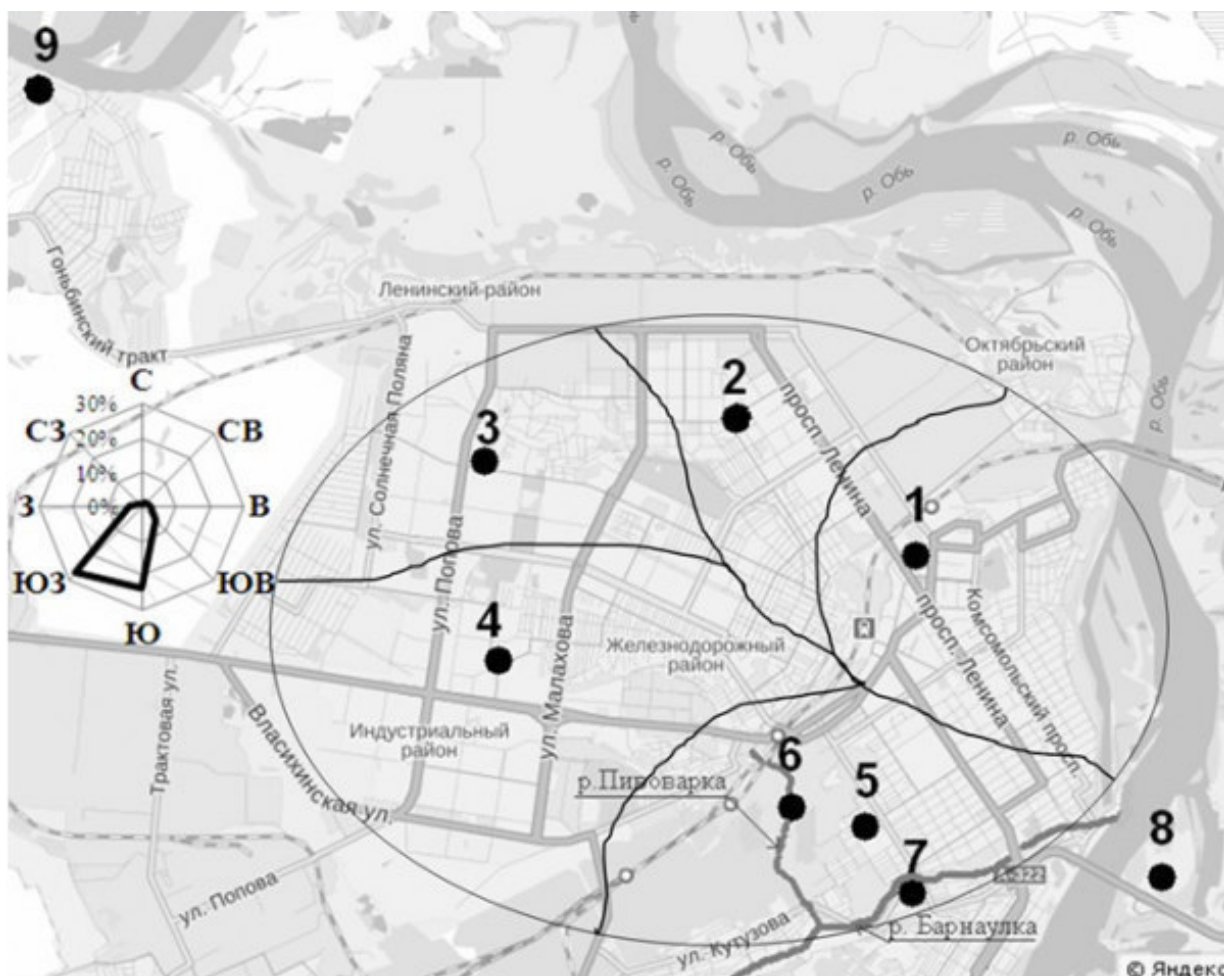 9
р. Обь
р. Обь
р. Обь
р. Обь
р. Обь
Гоньбинский тракт
Ленинский район
Октябрьский
район
р. Обь
С
30%
20%
10%
0%
СЗ
СВ
З
В
ЮЗ
ЮВ
Ю
ул. Солнечная Поляна
2
3
просп. Ленина
1
ул. Попова
ул. Малахова
4
Железнодорожный
район
просп. Ленина
Комсомольский просп.
Индустриальный
район
Трактовая ул.
Власихинская ул.
6
р.Пивоварка
5
8
7
ул. Попова
ул. Кутузова
р. Барнаулка
© Яндекс